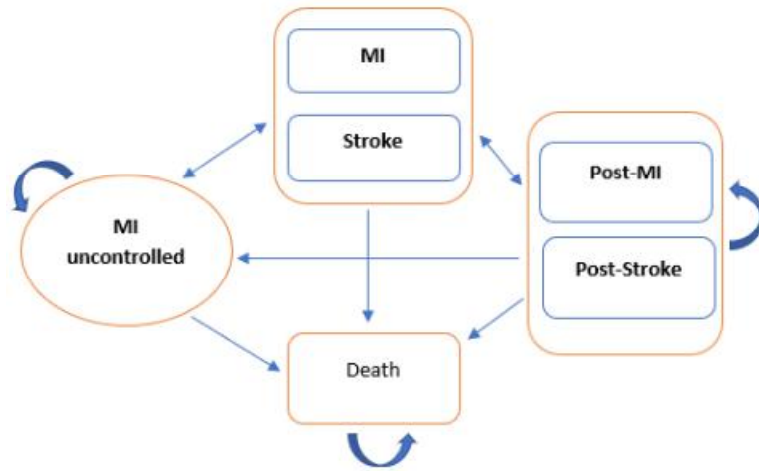 MI
Stroke
Post-MI
Post-Stroke
MI
uncontrolled
Death